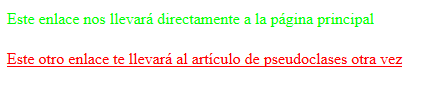 Este enlace nos llevará directamente a la página principal
Este otro enlace te llevará al artículo de pseudoclases otra vez